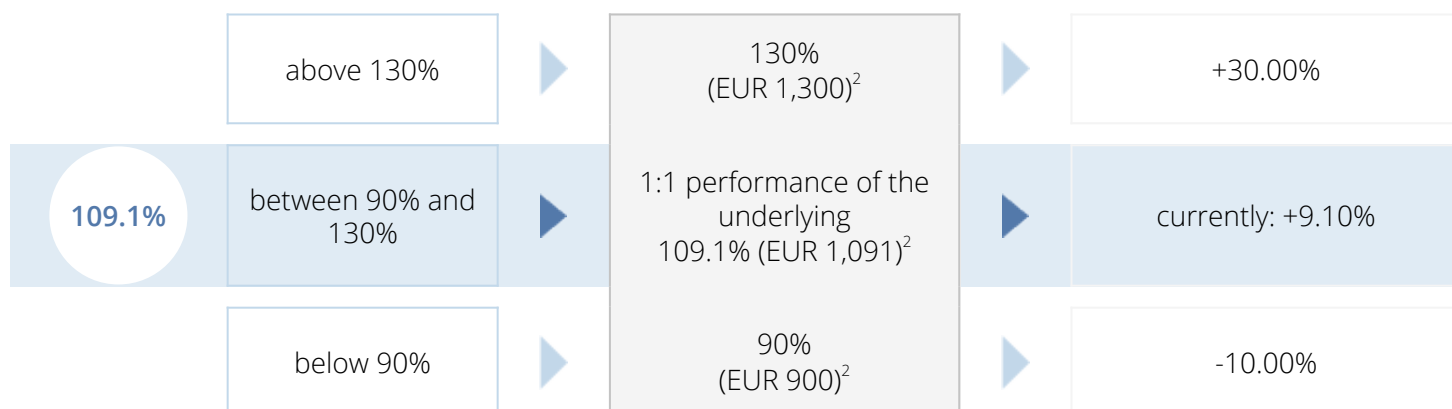 above 130%
130%
(EUR 1,300)²
+30.00%
109.1%
between 90% and
130%
1:1 performance of the
underlying
109.1% (EUR 1,091)²
currently: +9.10%
below 90%
90%
(EUR 900)²
-10.00%